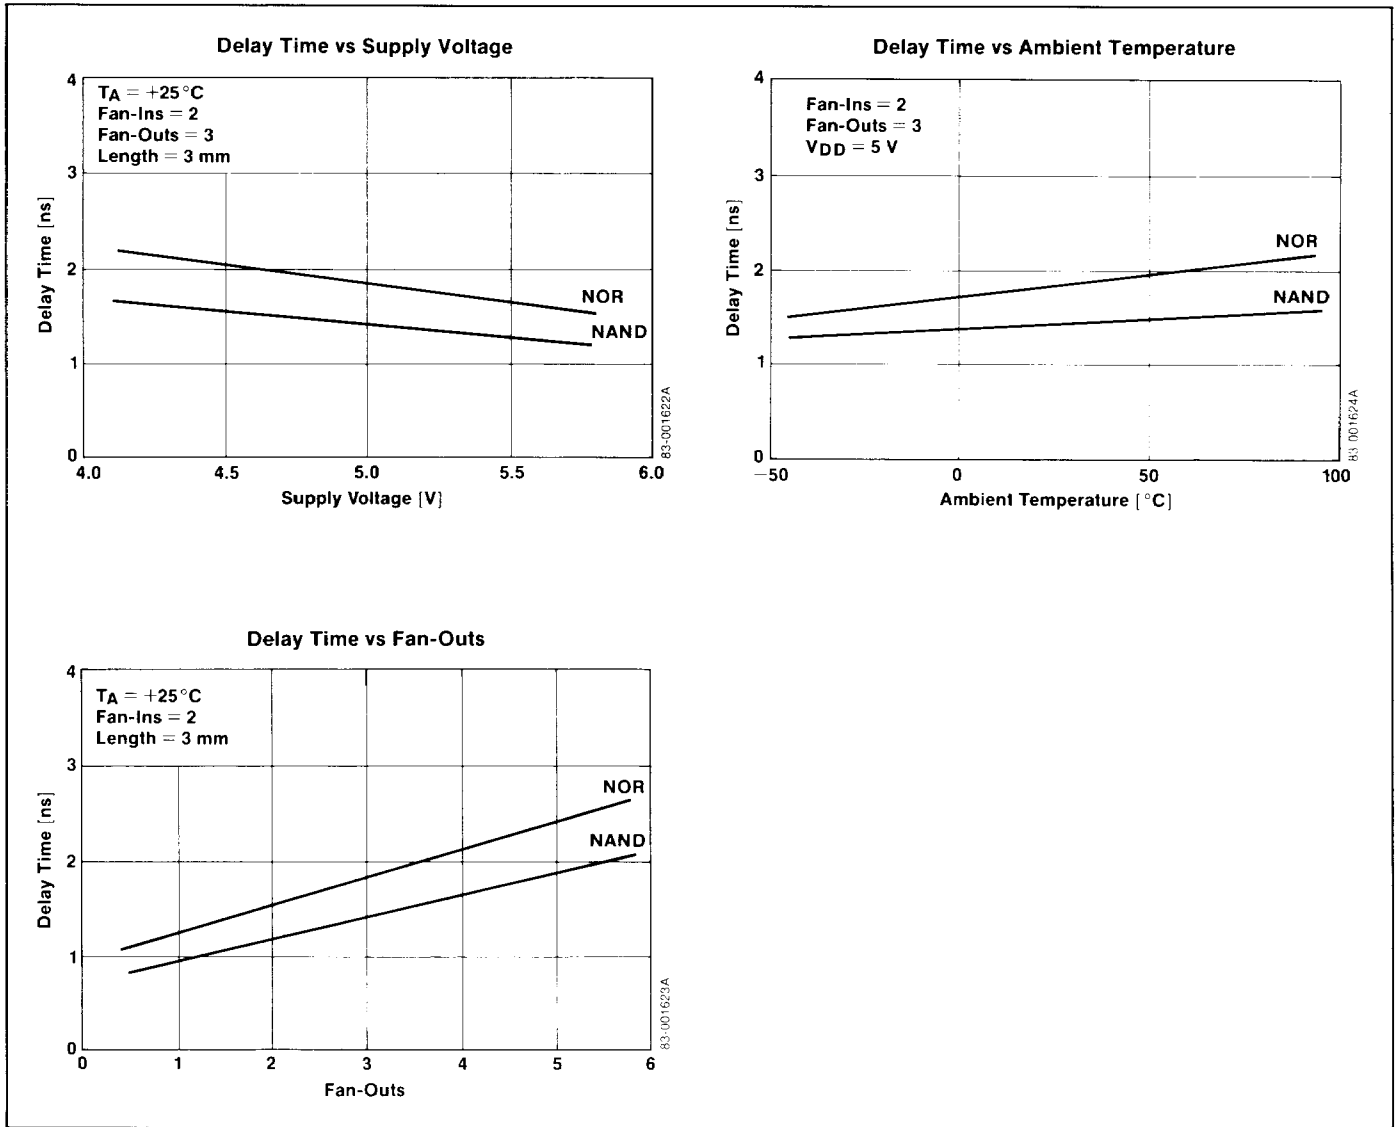 Delay Time vs Supply Voltage
TA = +25°C
Fan-Ins = 2
Fan-Outs = 3
Length = 3 mm
Delay Time [ns]
4
3
2
1
0
NOR
NAND
4.0 4.5 5.0 5.5 6.0
Supply Voltage [V]
83-001622A
Delay Time vs Ambient Temperature
Fan-Ins = 2
Fan-Outs = 3
VDD = 5 V
Delay Time [ns]
4
3
2
1
0
NOR
NAND
−50 0 50 100
Ambient Temperature [°C]
83-001624A
Delay Time vs Fan-Outs
TA = +25°C
Fan-Ins = 2
Length = 3 mm
Delay Time [ns]
4
3
2
1
0
NOR
NAND
0 1 2 3 4 5 6
Fan-Outs
83-001623A